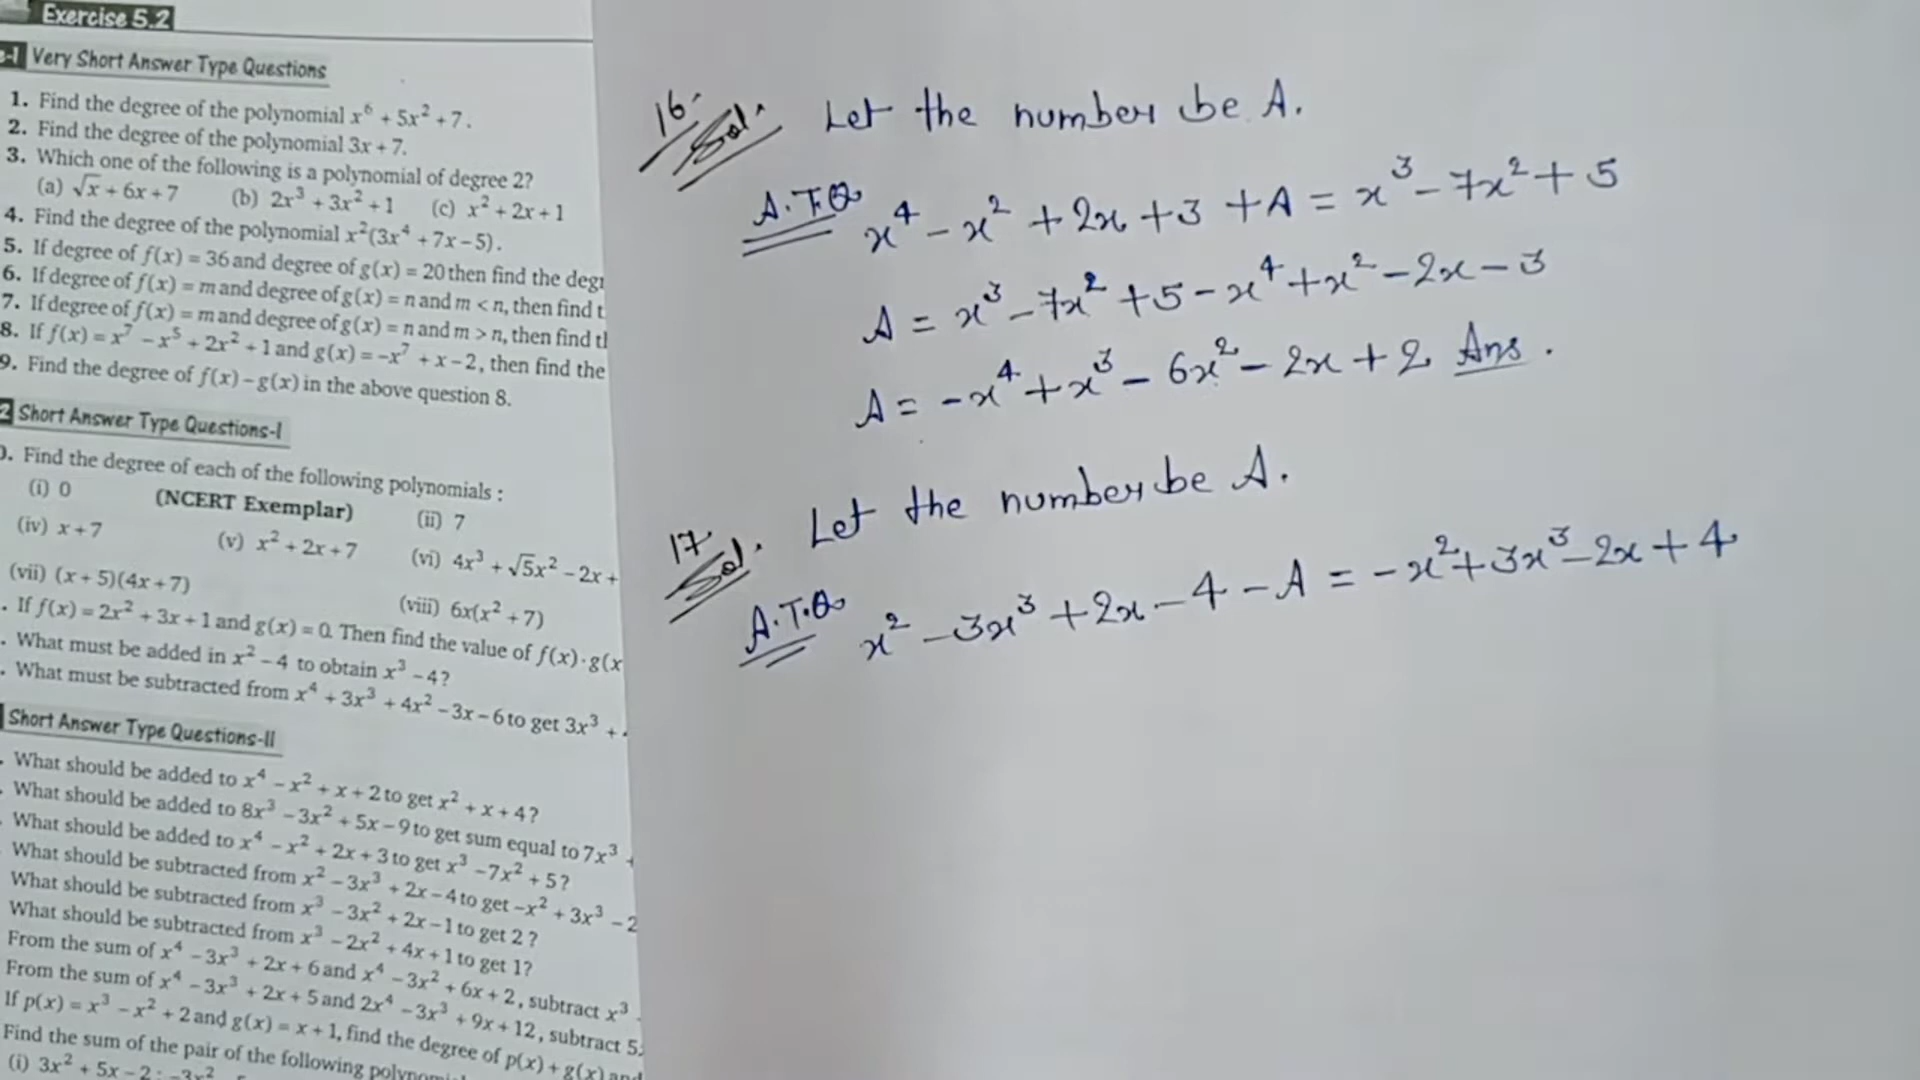 Exercise 5.2
e-1 Very Short Answer Type Questions
1. Find the degree of the polynomial x⁶ + 5x² + 7.
2. Find the degree of the polynomial 3x + 7.
3. Which one of the following is a polynomial of degree 2?
(a) √x + 6x + 7 (b) 2x³ + 3x² + 1 (c) x² + 2x + 1
4. Find the degree of the polynomial x²(3x⁴ + 7x − 5).
5. If degree of f(x) = 36 and degree of g(x) = 20 then find the degr
6. If degree of f(x) = m and degree of g(x) = n and m < n, then find t
7. If degree of f(x) = m and degree of g(x) = n and m > n, then find th
8. If f(x) = x⁷ − x⁵ + 2x² + 1 and g(x) = −x⁷ + x − 2, then find the
9. Find the degree of f(x) − g(x) in the above question 8.
2 Short Answer Type Questions-I
0. Find the degree of each of the following polynomials :
(NCERT Exemplar)
(i) 0 (ii) 7
(iv) x + 7 (v) x² + 2x + 7 (vi) 4x³ + √5x² − 2x +
(vii) (x + 5)(4x + 7) (viii) 6x(x² + 7)
. If f(x) = 2x² + 3x + 1 and g(x) = 0. Then find the value of f(x)·g(x
. What must be added in x² − 4 to obtain x³ − 4?
. What must be subtracted from x⁴ + 3x³ + 4x² − 3x − 6 to get 3x³ +
Short Answer Type Questions-II
. What should be added to x⁴ − x² + x + 2 to get x² + x + 4?
. What should be added to 8x³ − 3x² + 5x − 9 to get sum equal to 7x³ +
What should be added to x⁴ − x² + 2x + 3 to get x³ − 7x² + 5?
What should be subtracted from x² − 3x³ + 2x − 4 to get −x² + 3x³ − 2
What should be subtracted from x³ − 3x² + 2x − 1 to get 2?
What should be subtracted from x³ − 2x² + 4x + 1 to get 1?
From the sum of x⁴ − 3x³ + 2x + 6 and x⁴ − 3x² + 6x + 2, subtract x³
From the sum of x⁴ − 3x³ + 2x + 5 and 2x⁴ − 3x³ + 9x + 12, subtract 5
If p(x) = x³ − x² + 2 and g(x) = x + 1, find the degree of p(x) + g(x) and
Find the sum of the pair of the following
(i) 3x² + 5x − 2 ; −3x²
16. Sol. Let the number be A.
A.T.Q x⁴ − x² + 2x + 3 + A = x³ − 7x² + 5
A = x³ − 7x² + 5 − x⁴ + x² − 2x − 3
A = −x⁴ + x³ − 6x² − 2x + 2 Ans.
17. Sol. Let the number be A.
A.T.Q x² − 3x³ + 2x − 4 − A = −x² + 3x³ − 2x + 4